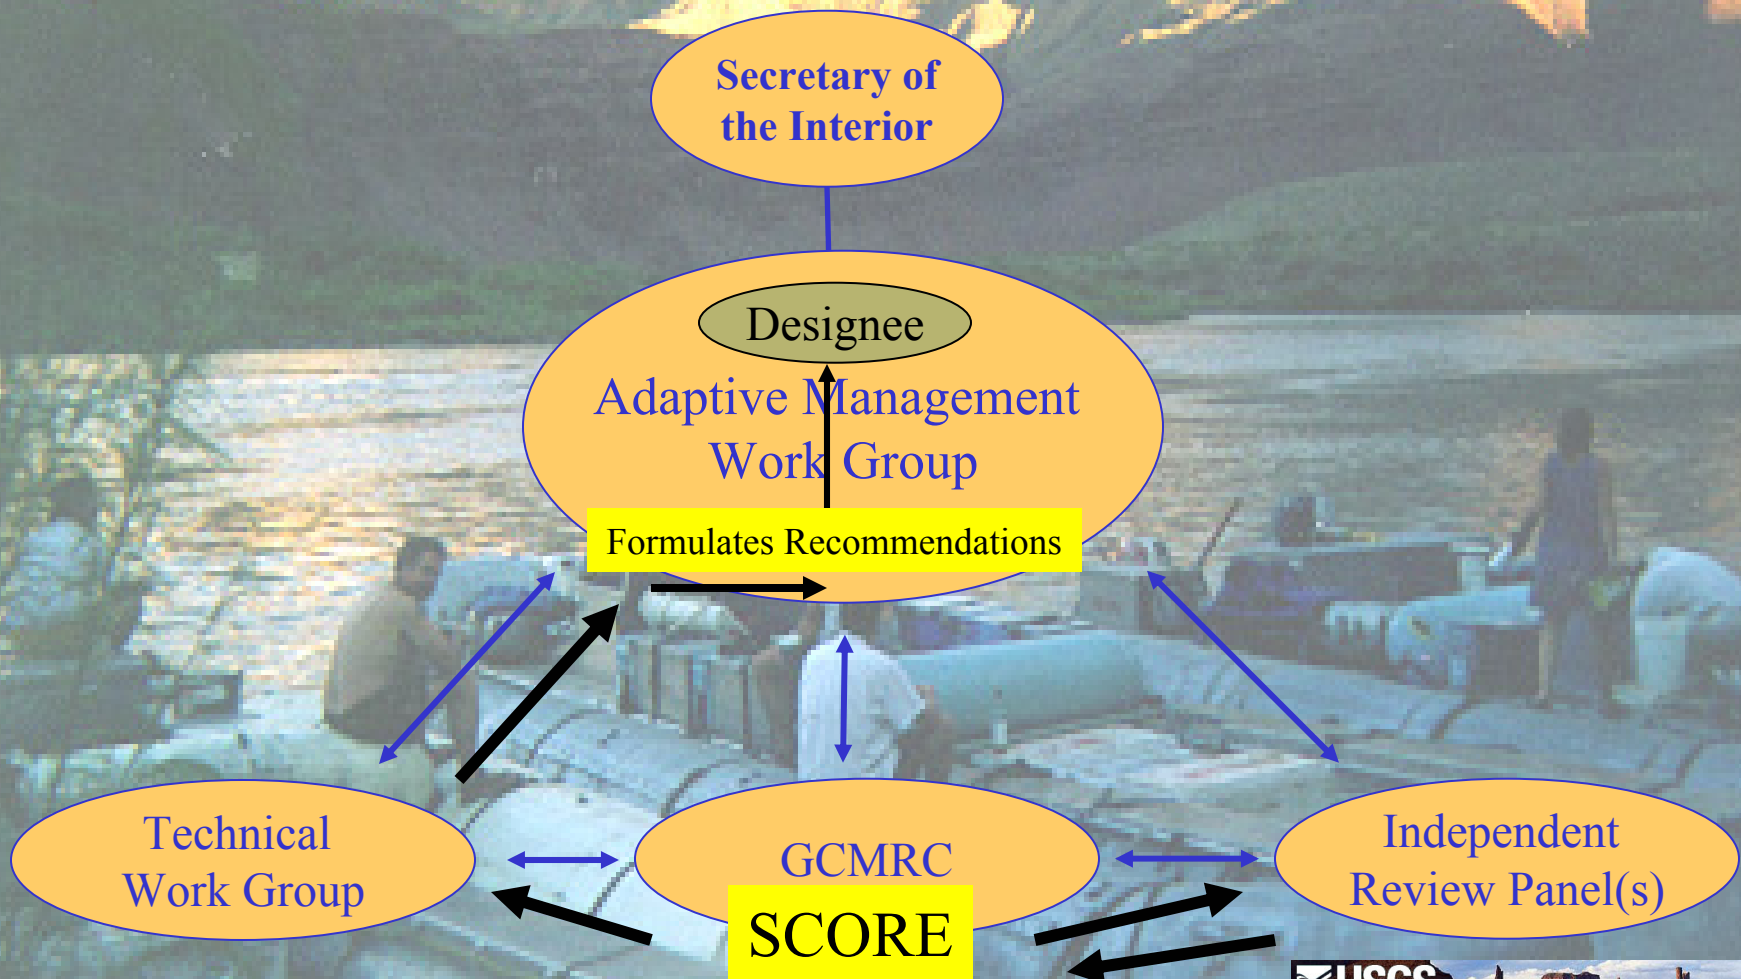 Secretary of
the Interior
Designee
Adaptive Management
Work Group
Formulates Recommendations
Technical
Work Group
GCMRC
SCORE
Independent
Review Panel(s)
USGS